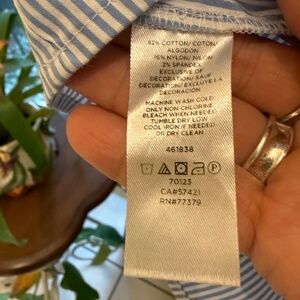 82% COTTON/ COTON/
ALGODÓN
16% NYLON/ NILON
2% SPANDEX
EXCLUSIVE OF
DECORATION/ SAUF
DECORATION/ EXCLUIR LA
DECORACIÓN
MACHINE WASH COLD
ONLY NON-CHLORINE
BLEACH WHEN NEEDED
TUMBLE DRY LOW
COOL IRON IF NEEDED
OR DRY CLEAN
461838
70123
CA#57421
RN#77379